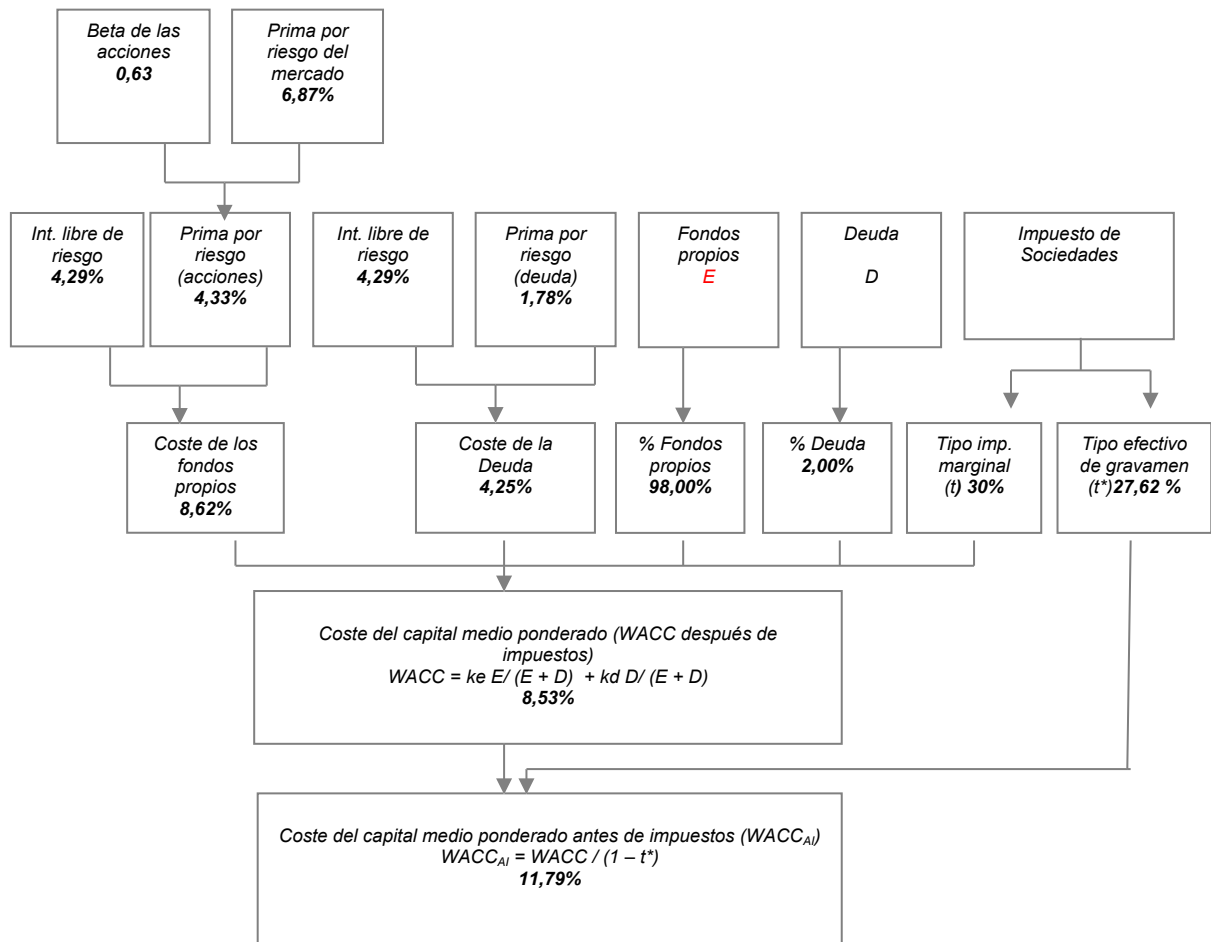 Beta de las
acciones
0,63
Prima por
riesgo del
mercado
6,87%
Int. libre de
riesgo
4,29%
Prima por
riesgo
(acciones)
4,33%
Int. libre de
riesgo
4,29%
Prima por
riesgo
(deuda)
1,78%
Fondos
propios
E
Deuda
D
Impuesto de
Sociedades
Coste de los
fondos
propios
8,62%
Coste de la
Deuda
4,25%
% Fondos
propios
98,00%
% Deuda
2,00%
Tipo imp.
marginal
(t) 30%
Tipo efectivo
de gravamen
(t*)27,62 %
Coste del capital medio ponderado (WACC después de
impuestos)
WACC = ke E/ (E + D) + kd D/ (E + D)
8,53%
Coste del capital medio ponderado antes de impuestos (WACCAI)
WACCAI = WACC / (1 – t*)
11,79%